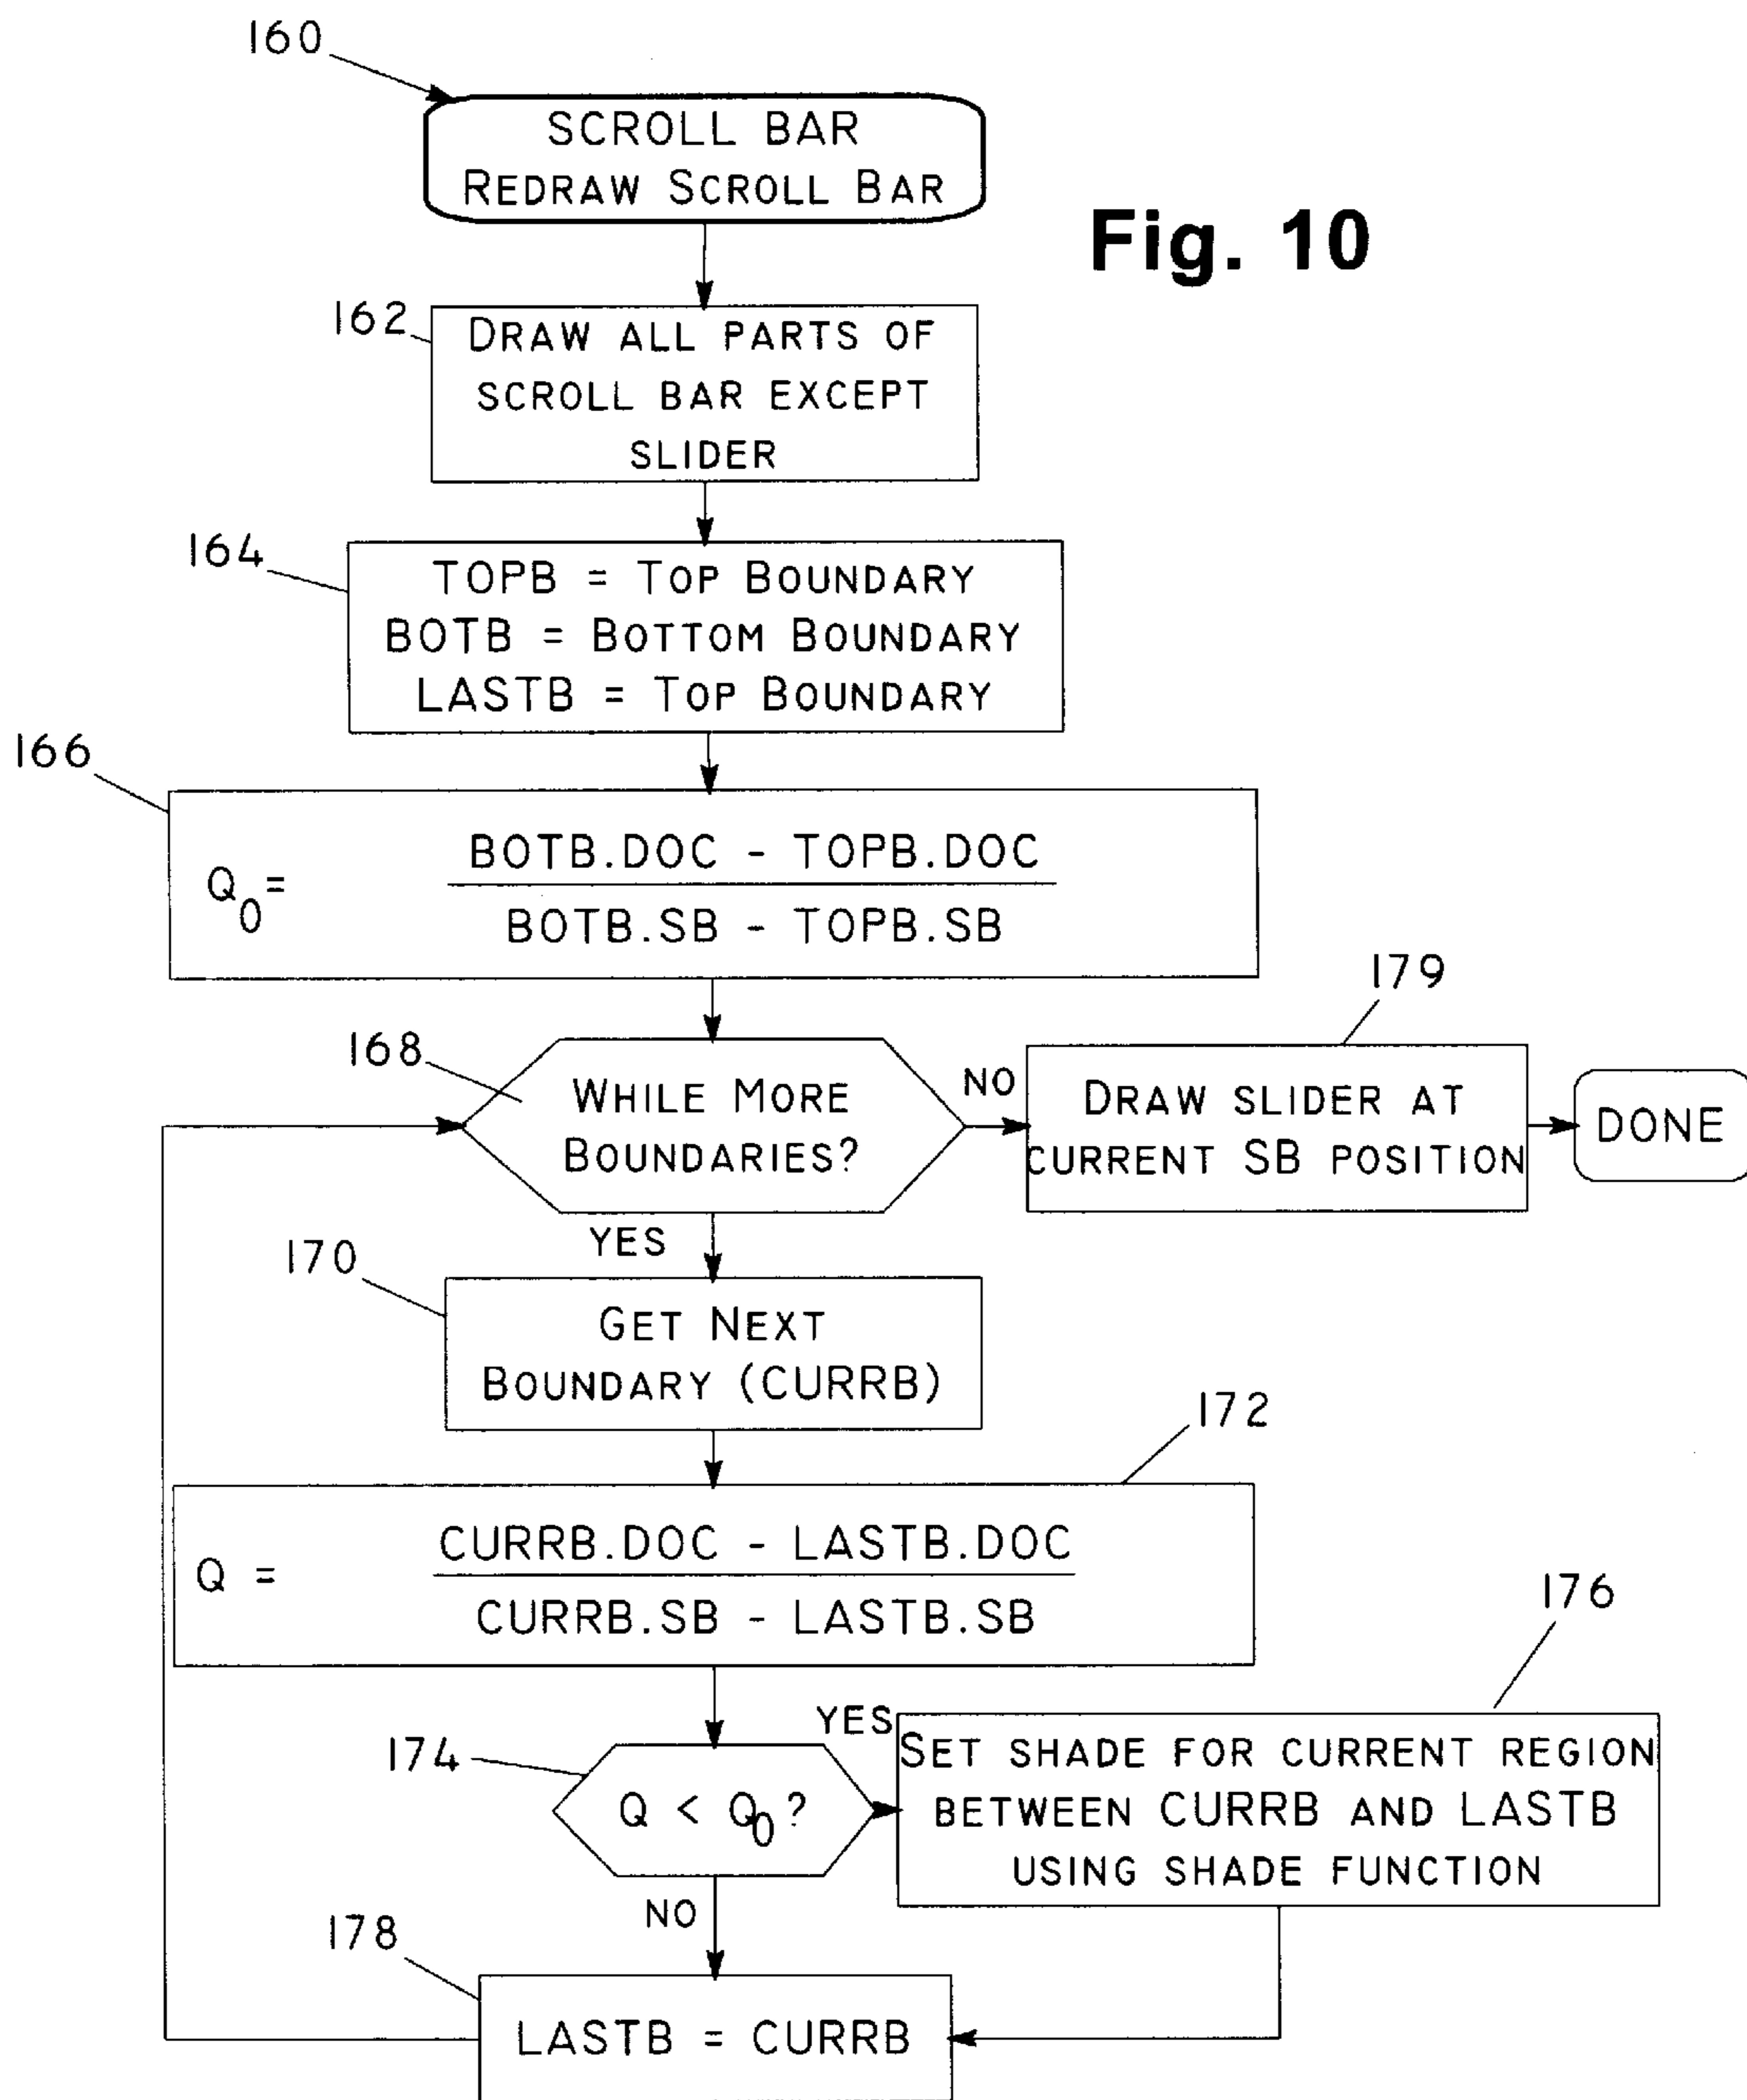 160
SCROLL BAR
REDRAW SCROLL BAR
Fig. 10
162
DRAW ALL PARTS OF
SCROLL BAR EXCEPT
SLIDER
164
TOPB = TOP BOUNDARY
BOTB = BOTTOM BOUNDARY
LASTB = TOP BOUNDARY
166
Q0=
BOTB.DOC - TOPB.DOC
BOTB.SB - TOPB.SB
168
WHILE MORE
BOUNDARIES?
NO
179
DRAW SLIDER AT
CURRENT SB POSITION
DONE
YES
170
GET NEXT
BOUNDARY (CURRB)
172
Q =
CURRB.DOC - LASTB.DOC
CURRB.SB - LASTB.SB
174
Q < Q0?
YES
176
SET SHADE FOR CURRENT REGION
BETWEEN CURRB AND LASTB
USING SHADE FUNCTION
NO
178
LASTB = CURRB